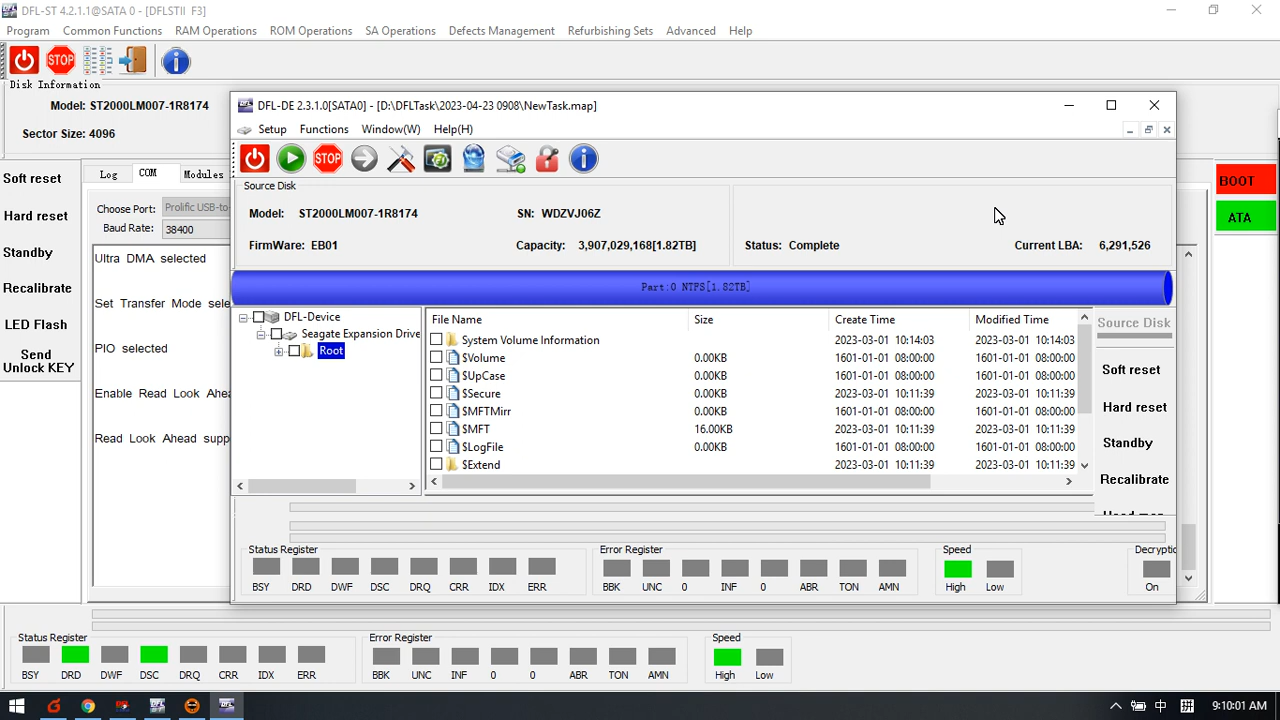 DFL-ST 4.2.1.1@SATA 0 - [DFLSTII F3]
Program Common Functions RAM Operations ROM Operations SA Operations Defects Management Refurbishing Sets Advanced Help
STOP
Disk Information
Model: ST2000LM007-1R8174
Sector Size: 4096
Soft reset
Hard reset
Standby
Recalibrate
LED Flash
Send
Unlock KEY
Log COM Modules
Choose Port: Prolific USB-to
Baud Rate: 38400
Ultra DMA selected
Set Transfer Mode sele
PIO selected
Enable Read Look Ahea
Read Look Ahead supp
DFL-DE 2.3.1.0[SATA0] - [D:\DFLTask\2023-04-23 0908\NewTask.map]
Setup Functions Window(W) Help(H)
STOP
Source Disk
Model: ST2000LM007-1R8174 SN: WDZVJ06Z
FirmWare: EB01 Capacity: 3,907,029,168[1.82TB] Status: Complete Current LBA: 6,291,526
Part:0 NTFS[1.82TB]
DFL-Device
Seagate Expansion Drive
Root
File Name Size Create Time Modified Time
System Volume Information 2023-03-01 10:14:03 2023-03-01 10:14:03
$Volume 0.00KB 1601-01-01 08:00:00 1601-01-01 08:00:00
$UpCase 0.00KB 1601-01-01 08:00:00 1601-01-01 08:00:00
$Secure 0.00KB 2023-03-01 10:11:39 2023-03-01 10:11:39
$MFTMirr 0.00KB 1601-01-01 08:00:00 1601-01-01 08:00:00
$MFT 16.00KB 2023-03-01 10:11:39 2023-03-01 10:11:39
$LogFile 0.00KB 1601-01-01 08:00:00 1601-01-01 08:00:00
$Extend 2023-03-01 10:11:39 2023-03-01 10:11:39
Source Disk
Soft reset
Hard reset
Standby
Recalibrate
Status Register Error Register Speed Decryptic
BSY DRD DWF DSC DRQ CRR IDX ERR BBK UNC 0 INF 0 ABR TON AMN High Low On
BOOT
ATA
Status Register Error Register Speed
BSY DRD DWF DSC DRQ CRR IDX ERR BBK UNC INF 0 0 ABR TON AMN High Low
中 拼 9:10:01 AM